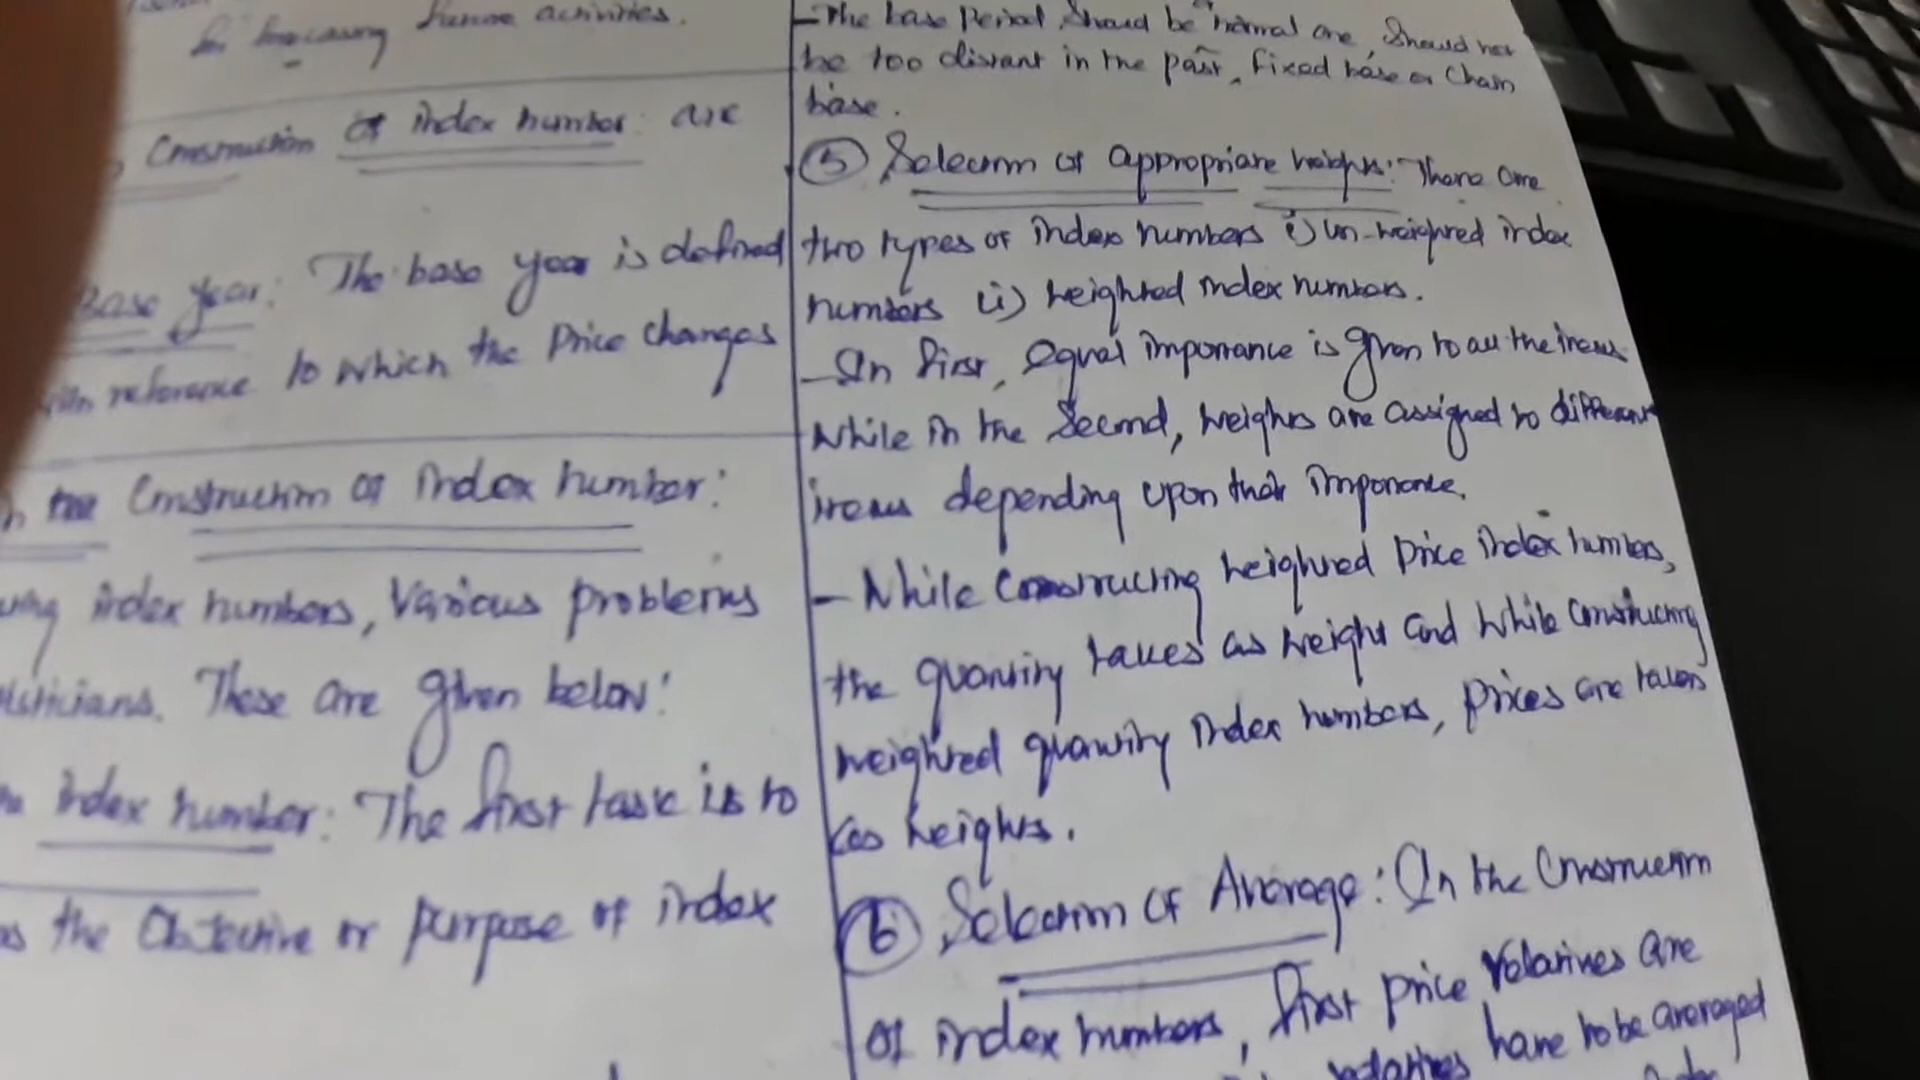 for forecasting future activities.
Construction of index number are
Base year: The base year is defined
with reference to which the price changes
in the Construction of index number:
index numbers, various problems
These are given below:
index number: The first task is to
the objective or purpose of index
- The base period should be normal one, should not
be too distant in the past, fixed base or chain
base.
(5) Selection of appropriate weights: There are
two types of index numbers i) un-weighted index
numbers ii) weighted index numbers.
- In first, equal importance is given to all the items
while in the second, weights are assigned to different
items depending upon their importance.
- While constructing weighted price index numbers,
the quantity takes as weight and while constructing
weighted quantity index numbers, prices are taken
as weights.
(6) Selection of Average: In the Construction
of index numbers, first price relatives are
relatives have to be averaged